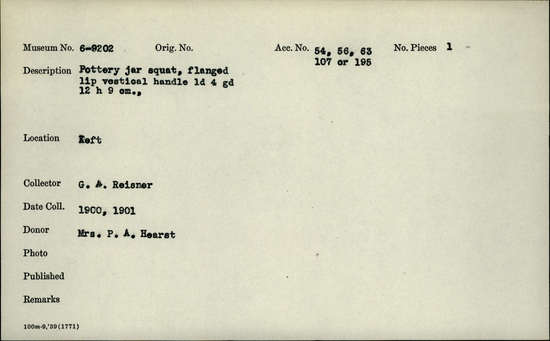 Museum No. 6-9202 Orig. No. Acc. No. 54, 56, 63 No. Pieces 1
107 or 195
Description Pottery jar squat, flanged
lip vestical handle ld 4 gd
12 h 9 cm.,
Location Keft
Collector G. A. Reisner
Date Coll. 1900, 1901
Donor Mrs. P. A. Hearst
Photo
Published
Remarks
100m-9,'39(1771)